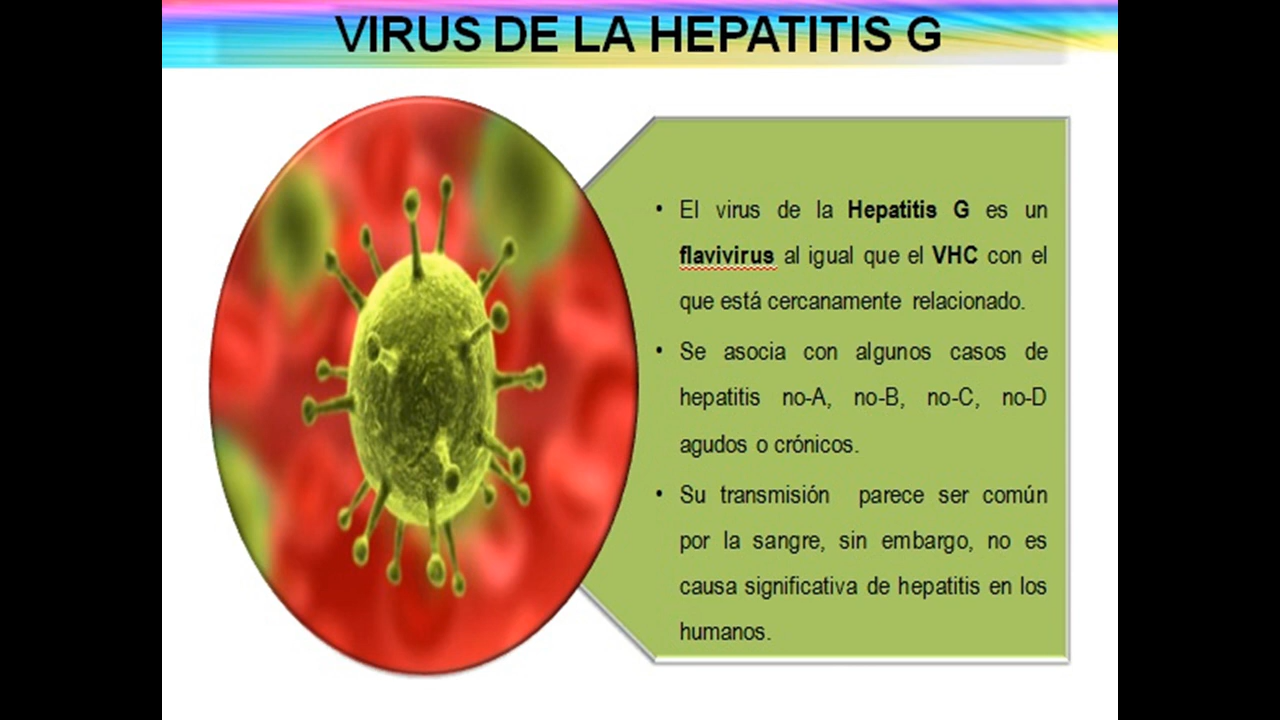 VIRUS DE LA HEPATITIS G
• El virus de la Hepatitis G es un
flavivirus al igual que el VHC con el
que está cercanamente relacionado.
• Se asocia con algunos casos de
hepatitis no-A, no-B, no-C, no-D
agudos o crónicos.
• Su transmisión parece ser común
por la sangre, sin embargo, no es
causa significativa de hepatitis en los
humanos.